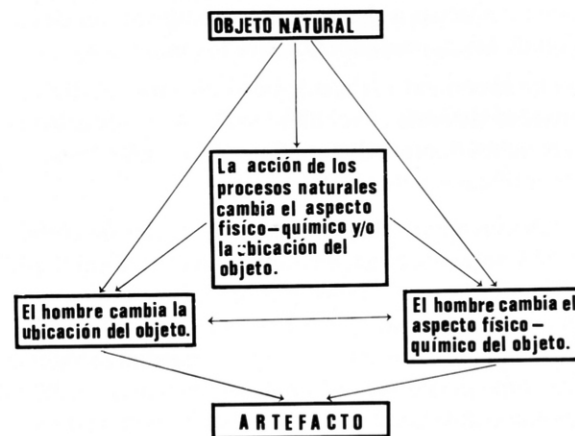 OBJETO NATURAL
La acción de los
procesos naturales
cambia el aspecto
físico-químico y/o
la ubicación del
objeto.
El hombre cambia la
ubicación del objeto.
El hombre cambia el
aspecto físico-
químico del objeto.
ARTEFACTO